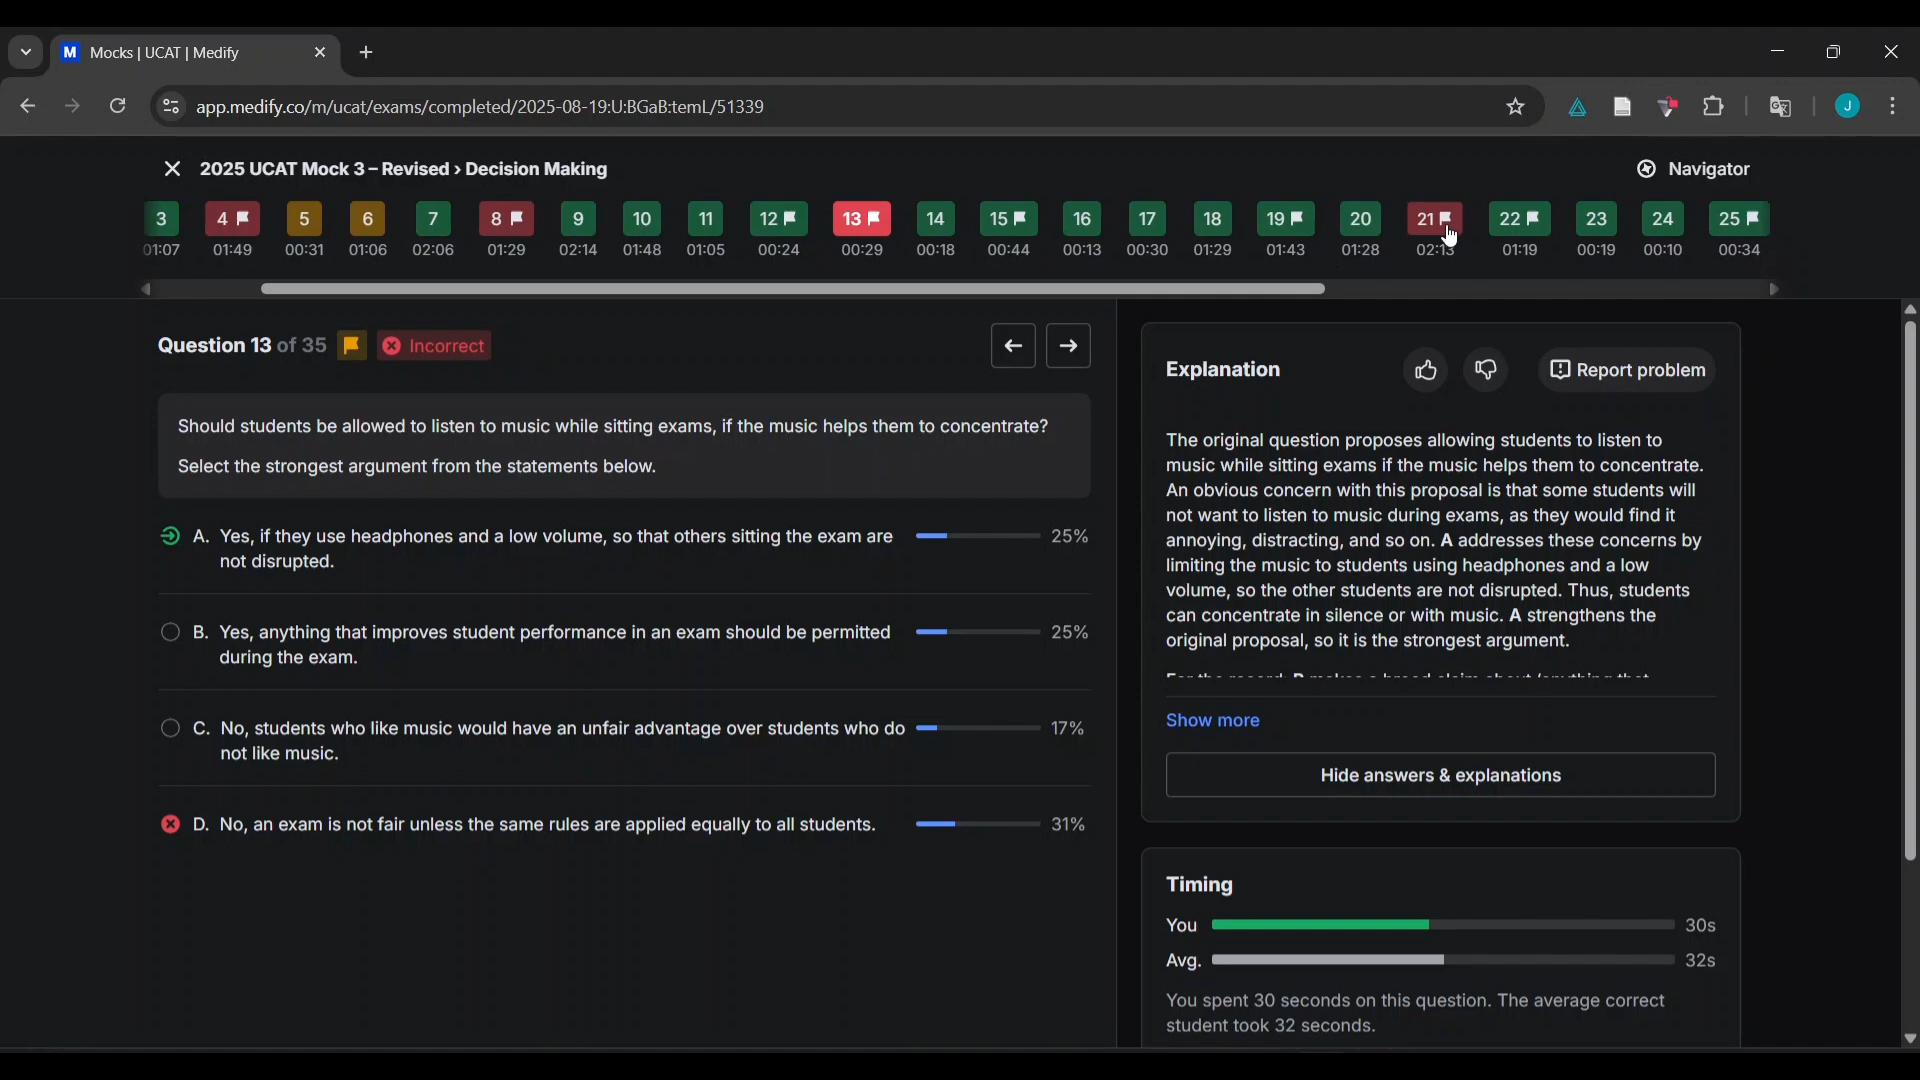 Mocks | UCAT | Medify
app.medify.co/m/ucat/exams/completed/2025-08-19:U:BGaB:temL/51339
J
2025 UCAT Mock 3 – Revised › Decision Making
Navigator
3 4 5 6 7 8 9 10 11 12 13 14 15 16 17 18 19 20 21 22 23 24 25
01:07 01:49 00:31 01:06 02:06 01:29 02:14 01:48 01:05 00:24 00:29 00:18 00:44 00:13 00:30 01:29 01:43 01:28 02:13 01:19 00:19 00:10 00:34
Question 13 of 35 Incorrect
Should students be allowed to listen to music while sitting exams, if the music helps them to concentrate?
Select the strongest argument from the statements below.
A. Yes, if they use headphones and a low volume, so that others sitting the exam are 25%
not disrupted.
B. Yes, anything that improves student performance in an exam should be permitted 25%
during the exam.
C. No, students who like music would have an unfair advantage over students who do 17%
not like music.
D. No, an exam is not fair unless the same rules are applied equally to all students. 31%
Explanation
Report problem
The original question proposes allowing students to listen to
music while sitting exams if the music helps them to concentrate.
An obvious concern with this proposal is that some students will
not want to listen to music during exams, as they would find it
annoying, distracting, and so on. A addresses these concerns by
limiting the music to students using headphones and a low
volume, so the other students are not disrupted. Thus, students
can concentrate in silence or with music. A strengthens the
original proposal, so it is the strongest argument.
Show more
Hide answers & explanations
Timing
You 30s
Avg. 32s
You spent 30 seconds on this question. The average correct
student took 32 seconds.